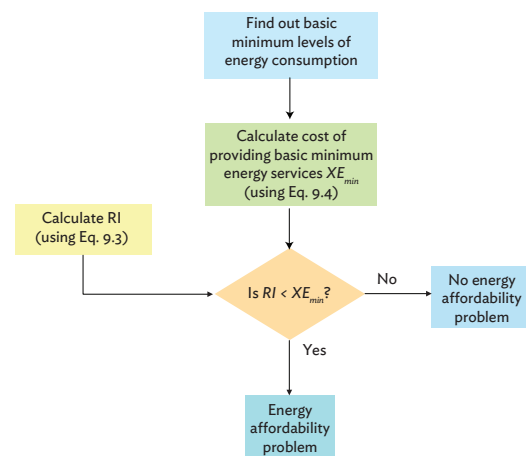 Find out basic
minimum levels of
energy consumption
Calculate cost of
providing basic minimum
energy services XEmin
(using Eq. 9.4)
Calculate RI
(using Eq. 9.3)
Is RI < XEmin?
No
No energy
affordability
problem
Yes
Energy
affordability
problem